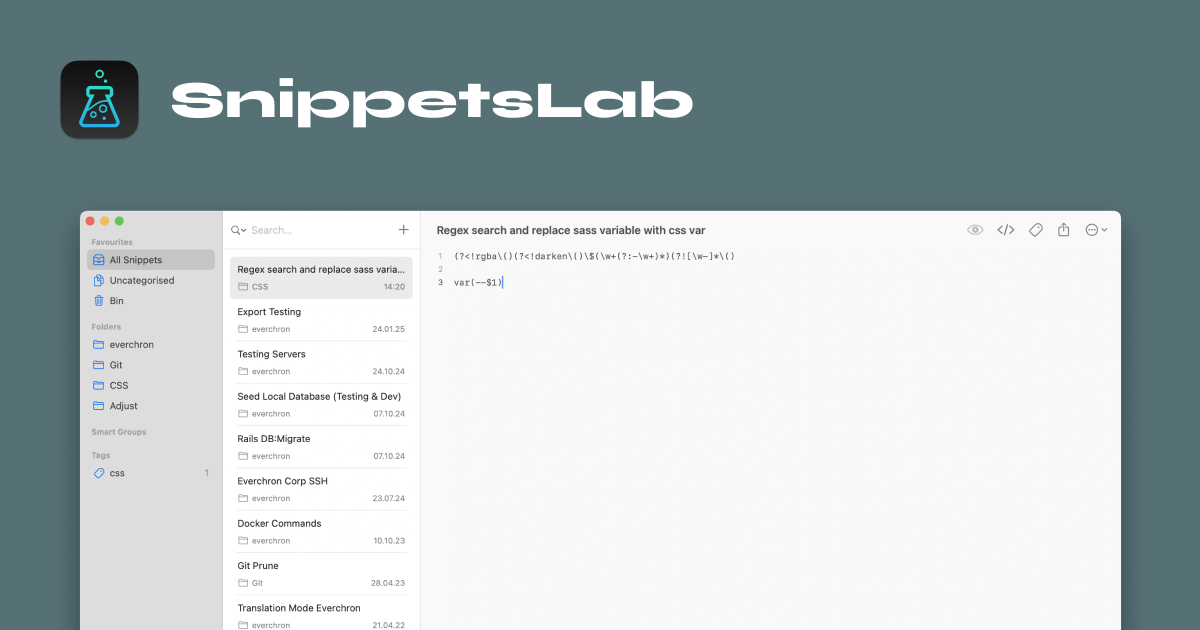 SnippetsLab
Favourites
All Snippets
Uncategorised
Bin
Folders
everchron
Git
CSS
Adjust
Smart Groups
Tags
css 1
Search...
Regex search and replace sass varia...
CSS 14:20
Export Testing
everchron 24.01.25
Testing Servers
everchron 24.10.24
Seed Local Database (Testing & Dev)
everchron 07.10.24
Rails DB:Migrate
everchron 07.10.24
Everchron Corp SSH
everchron 23.07.24
Docker Commands
everchron 10.10.23
Git Prune
Git 28.04.23
Translation Mode Everchron
everchron 21.04.22
Regex search and replace sass variable with css var
1 (?<!rgba\()(?<!darken\()\$(\w+(?:-\w+)*)(?![\w-]*\()
2
3 var(--$1)